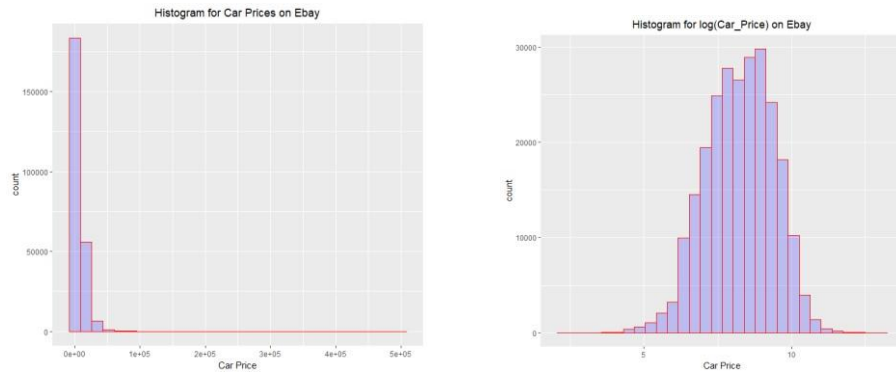 Histogram for Car Prices on Ebay
150000
100000
50000
0
count
0e+00 1e+05 2e+05 3e+05 4e+05 5e+05
Car Price
Histogram for log(Car_Price) on Ebay
30000
20000
10000
0
count
5 10
Car Price